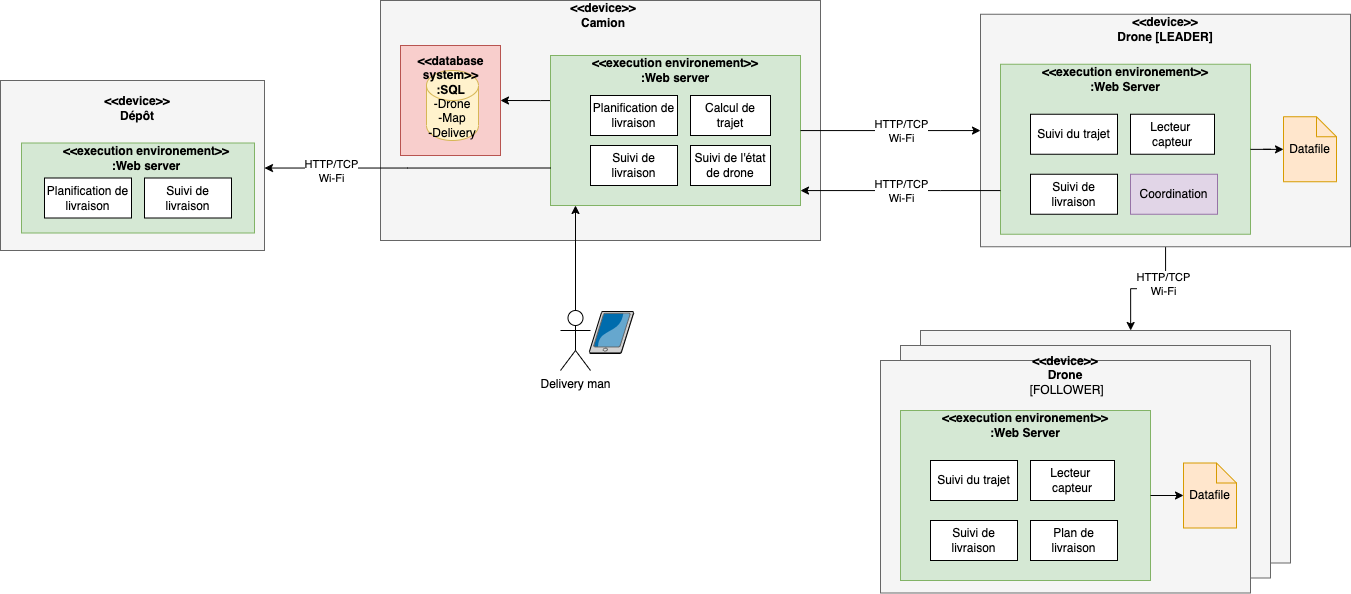 <<device>>
Dépôt
<<execution environement>>
:Web server
Planification de
livraison
Suivi de
livraison
HTTP/TCP
Wi-Fi
<<device>>
Camion
<<database
system>>
:SQL
-Drone
-Map
-Delivery
<<execution environement>>
:Web server
Planification de
livraison
Calcul de
trajet
Suivi de
livraison
Suivi de l'état
de drone
Delivery man
HTTP/TCP
Wi-Fi
HTTP/TCP
Wi-Fi
<<device>>
Drone [LEADER]
<<execution environement>>
:Web Server
Suivi du trajet
Lecteur
capteur
Suivi de
livraison
Coordination
Datafile
HTTP/TCP
Wi-Fi
<<device>>
Drone
[FOLLOWER]
<<execution environement>>
:Web Server
Suivi du trajet
Lecteur
capteur
Suivi de
livraison
Plan de
livraison
Datafile